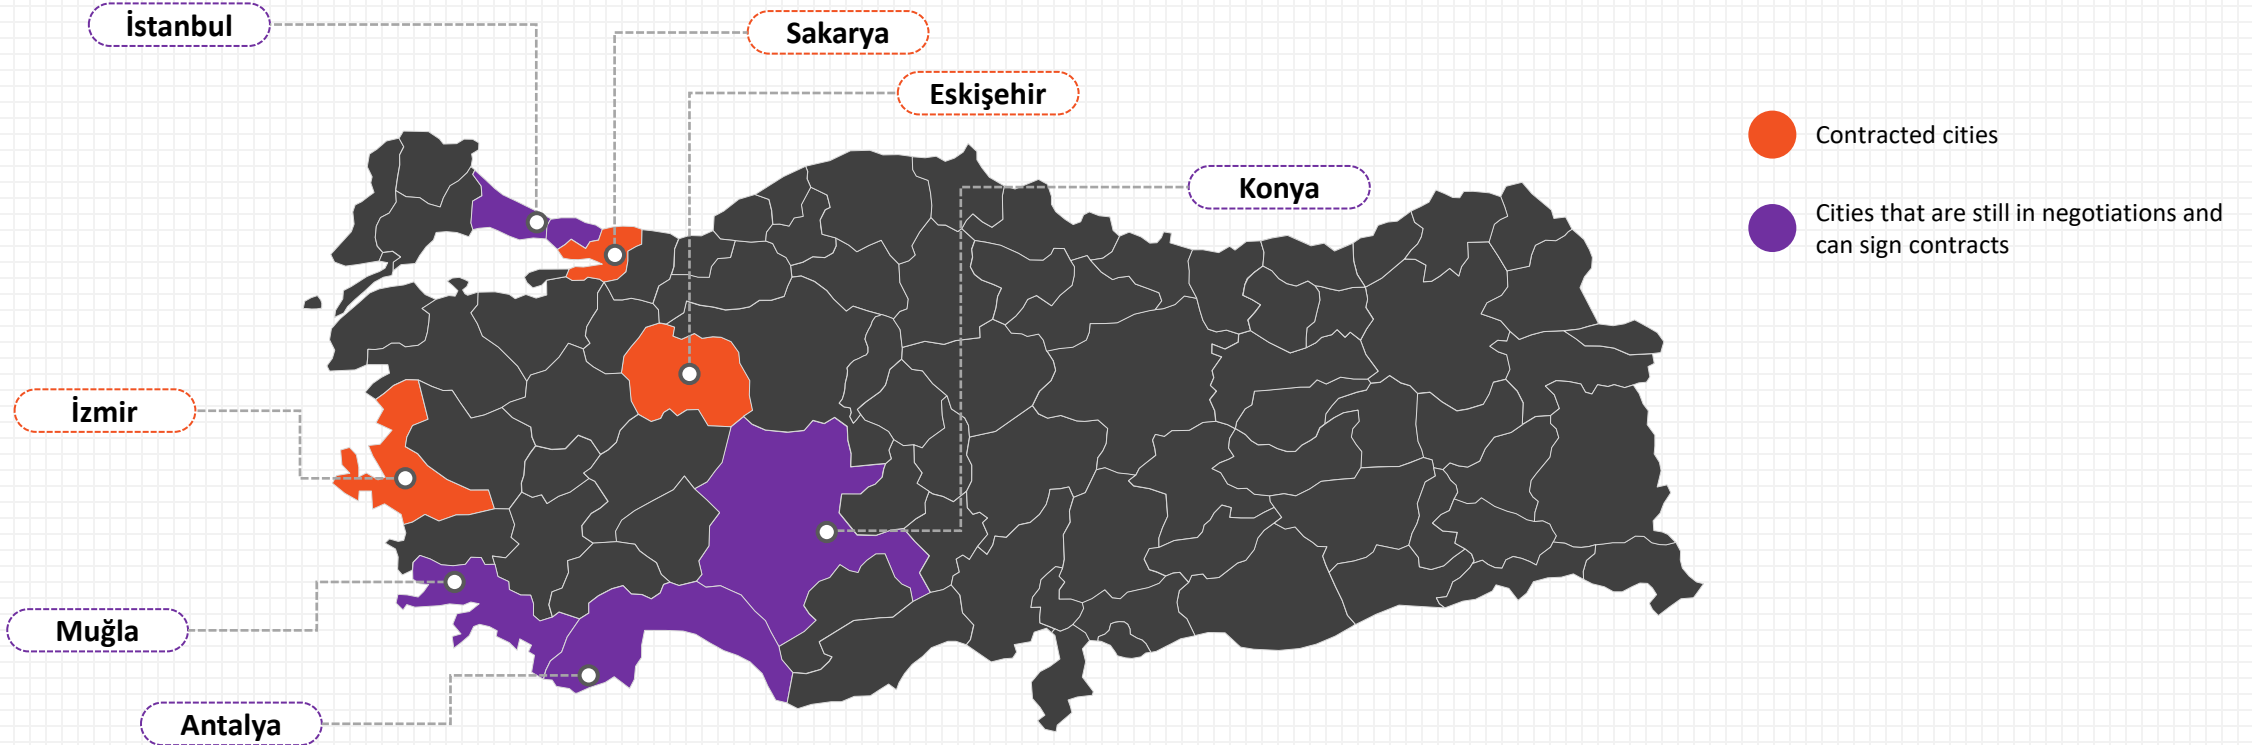 İstanbul
Sakarya
Eskişehir
Contracted cities
Konya
Cities that are still in negotiations and
can sign contracts
İzmir
Muğla
Antalya